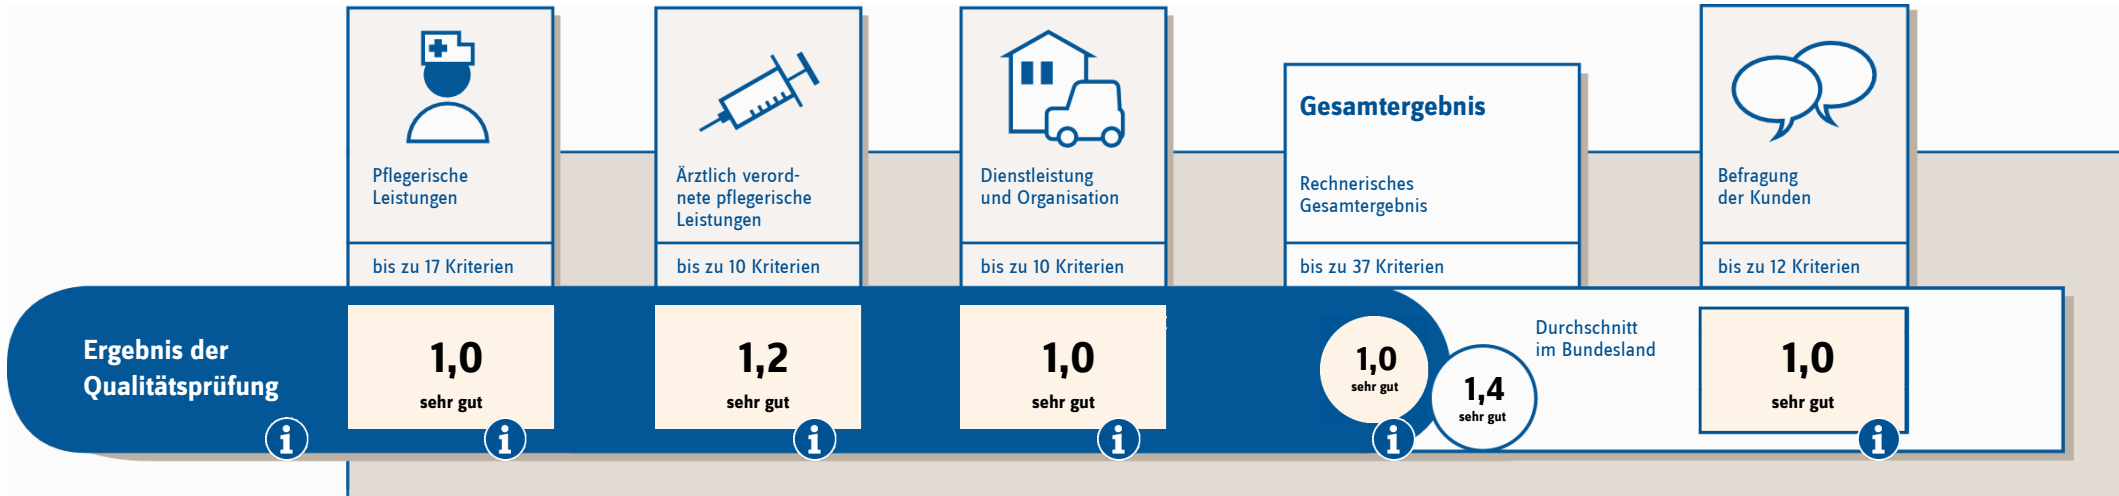 Pflegerische
Leistungen
bis zu 17 Kriterien
Ärztlich verord-
nete pflegerische
Leistungen
bis zu 10 Kriterien
Dienstleistung
und Organisation
bis zu 10 Kriterien
Gesamtergebnis
Rechnerisches
Gesamtergebnis
bis zu 37 Kriterien
Befragung
der Kunden
bis zu 12 Kriterien
Ergebnis der
Qualitätsprüfung
i
1,0
sehr gut
i
1,2
sehr gut
i
1,0
sehr gut
i
1,0
sehr gut
i
1,4
sehr gut
Durchschnitt
im Bundesland
1,0
sehr gut
i